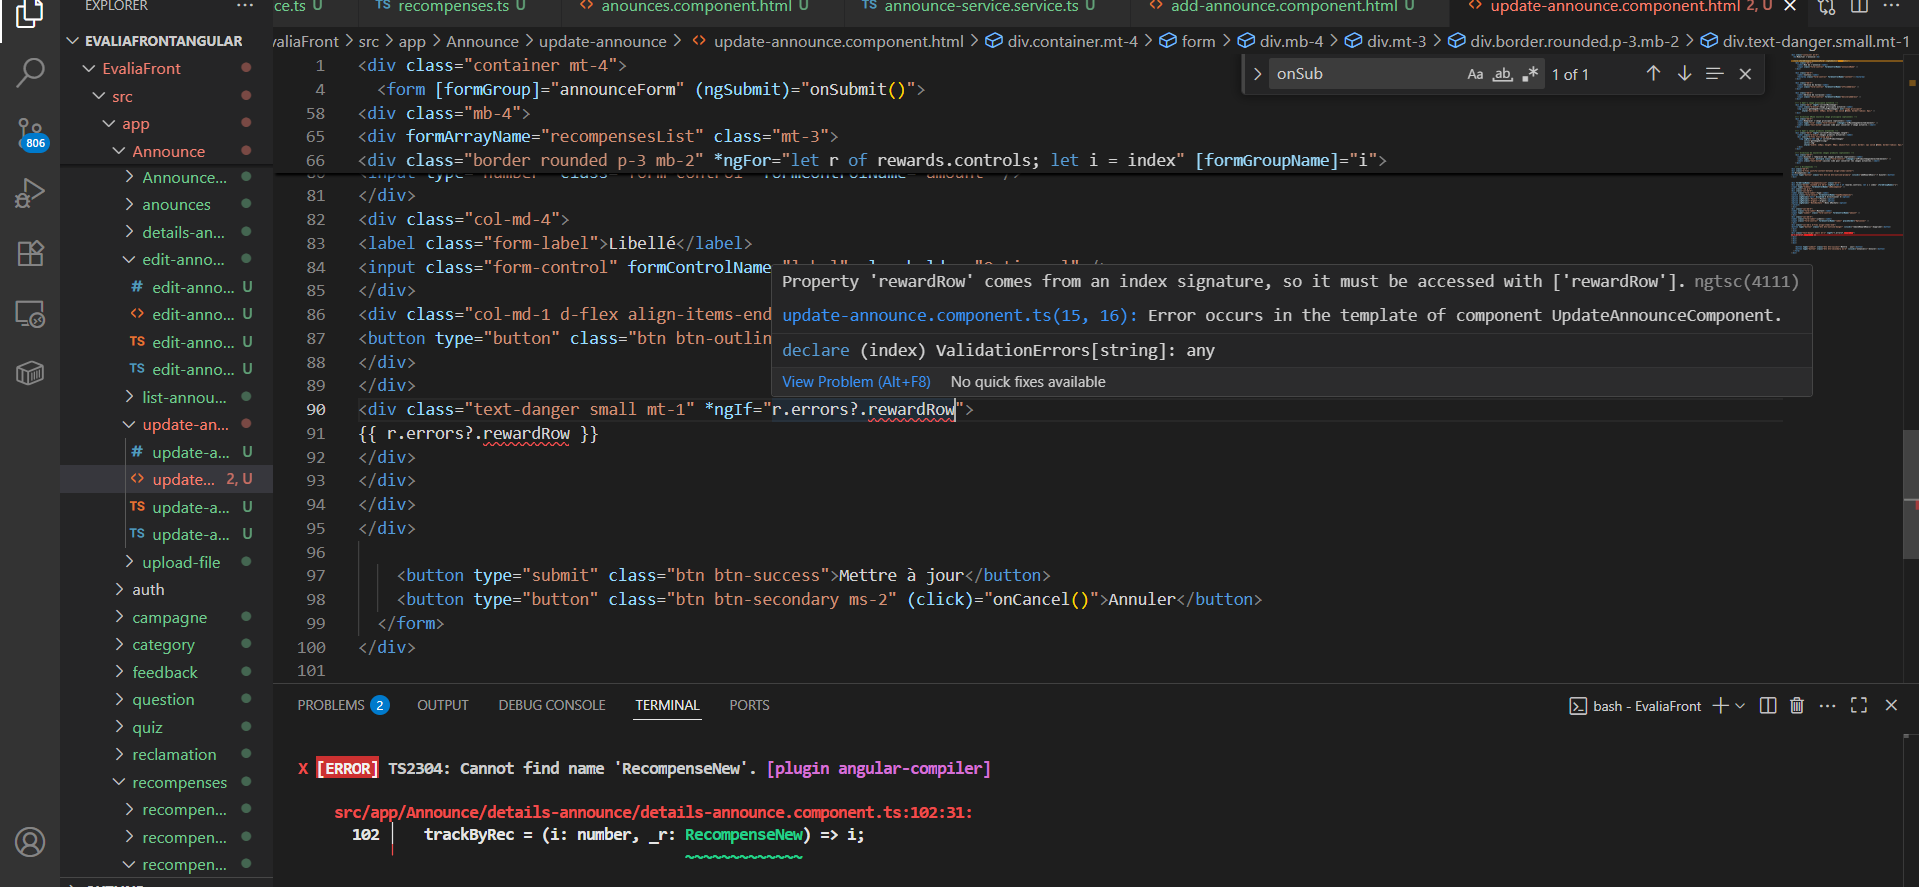 EXPLORER ···
ce.ts U
TS recompenses.ts U
<> anounces.component.html U
TS announce-service.service.ts U
<> add-announce.component.html U
<> update-announce.component.html 2, U
EVALIAFRONTANGULAR
EvaliaFront
src
app
Announce
Announce...
anounces
details-an...
edit-anno...
# edit-anno... U
<> edit-anno... U
TS edit-anno... U
TS edit-anno... U
list-annou...
update-an...
# update-a... U
<> update... 2, U
TS update-a... U
TS update-a... U
upload-file
auth
campagne
category
feedback
question
quiz
reclamation
recompenses
recompen...
recompen...
recompen...
806
valiaFront > src > app > Announce > update-announce > <> update-announce.component.html > div.container.mt-4 > form > div.mb-4 > div.mt-3 > div.border.rounded.p-3.mb-2 > div.text-danger.small.mt-1
onSub Aa ab 1 of 1
1 <div class="container mt-4">
4 <form [formGroup]="announceForm" (ngSubmit)="onSubmit()">
58 <div class="mb-4">
65 <div formArrayName="recompensesList" class="mt-3">
66 <div class="border rounded p-3 mb-2" *ngFor="let r of rewards.controls; let i = index" [formGroupName]="i">
81 </div>
82 <div class="col-md-4">
83 <label class="form-label">Libellé</label>
84 <input class="form-control" formControlName
85 </div>
86 <div class="col-md-1 d-flex align-items-end
87 <button type="button" class="btn btn-outlin
88 </div>
89 </div>
90 <div class="text-danger small mt-1" *ngIf="r.errors?.rewardRow">
91 {{ r.errors?.rewardRow }}
92 </div>
93 </div>
94 </div>
95 </div>
96
97 <button type="submit" class="btn btn-success">Mettre à jour</button>
98 <button type="button" class="btn btn-secondary ms-2" (click)="onCancel()">Annuler</button>
99 </form>
100 </div>
101
Property 'rewardRow' comes from an index signature, so it must be accessed with ['rewardRow']. ngtsc(4111)
update-announce.component.ts(15, 16): Error occurs in the template of component UpdateAnnounceComponent.
declare (index) ValidationErrors[string]: any
View Problem (Alt+F8) No quick fixes available
PROBLEMS 2 OUTPUT DEBUG CONSOLE TERMINAL PORTS
bash - EvaliaFront
X [ERROR] TS2304: Cannot find name 'RecompenseNew'. [plugin angular-compiler]
src/app/Announce/details-announce/details-announce.component.ts:102:31:
102 │ trackByRec = (i: number, _r: RecompenseNew) => i;
~~~~~~~~~~~~~